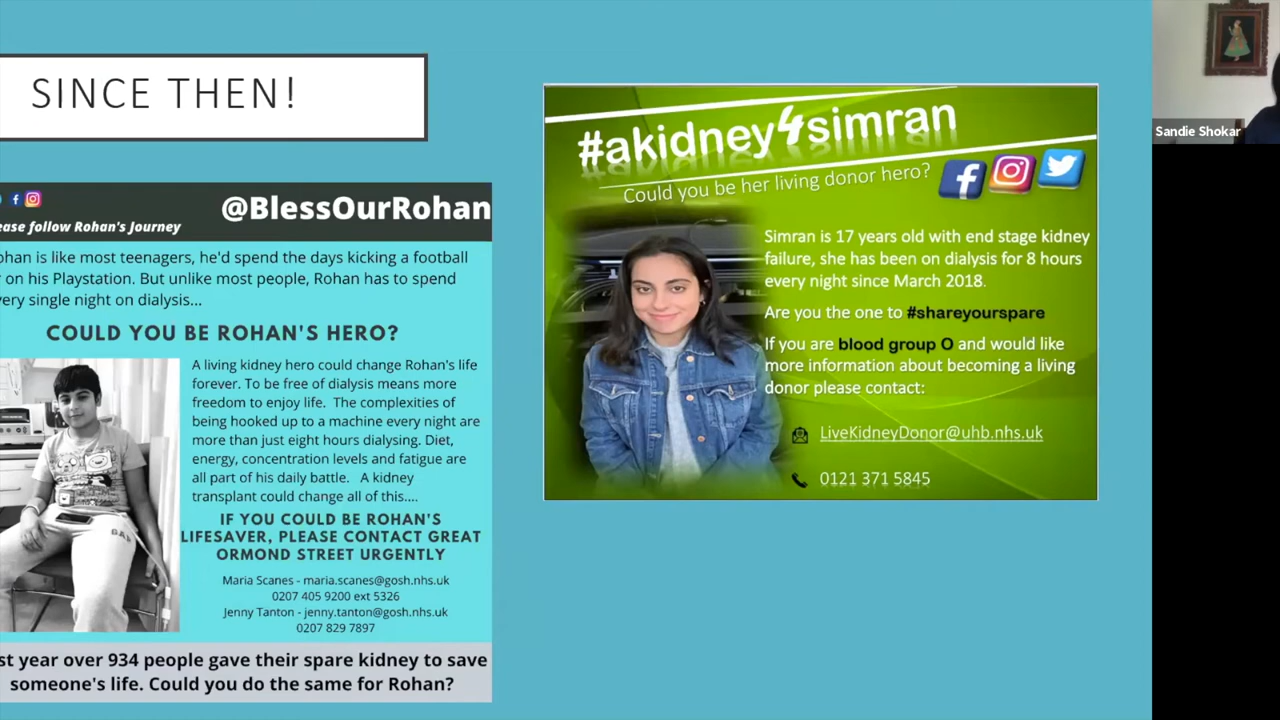 SINCE THEN!
@BlessOurRohan
ease follow Rohan's Journey
ohan is like most teenagers, he'd spend the days kicking a football
r on his Playstation. But unlike most people, Rohan has to spend
very single night on dialysis...
COULD YOU BE ROHAN'S HERO?
A living kidney hero could change Rohan's life
forever. To be free of dialysis means more
freedom to enjoy life. The complexities of
being hooked up to a machine every night are
more than just eight hours dialysing. Diet,
energy, concentration levels and fatigue are
all part of his daily battle. A kidney
transplant could change all of this....
IF YOU COULD BE ROHAN'S
LIFESAVER, PLEASE CONTACT GREAT
ORMOND STREET URGENTLY
Maria Scanes - maria.scanes@gosh.nhs.uk
0207 405 9200 ext 5326
Jenny Tanton - jenny.tanton@gosh.nhs.uk
0207 829 7897
st year over 934 people gave their spare kidney to save
someone's life. Could you do the same for Rohan?
#akidney4simran
Could you be her living donor hero?
Simran is 17 years old with end stage kidney
failure, she has been on dialysis for 8 hours
every night since March 2018.
Are you the one to #shareyourspare
If you are blood group O and would like
more information about becoming a living
donor please contact:
LiveKidneyDonor@uhb.nhs.uk
0121 371 5845
Sandie Shokar
GAP